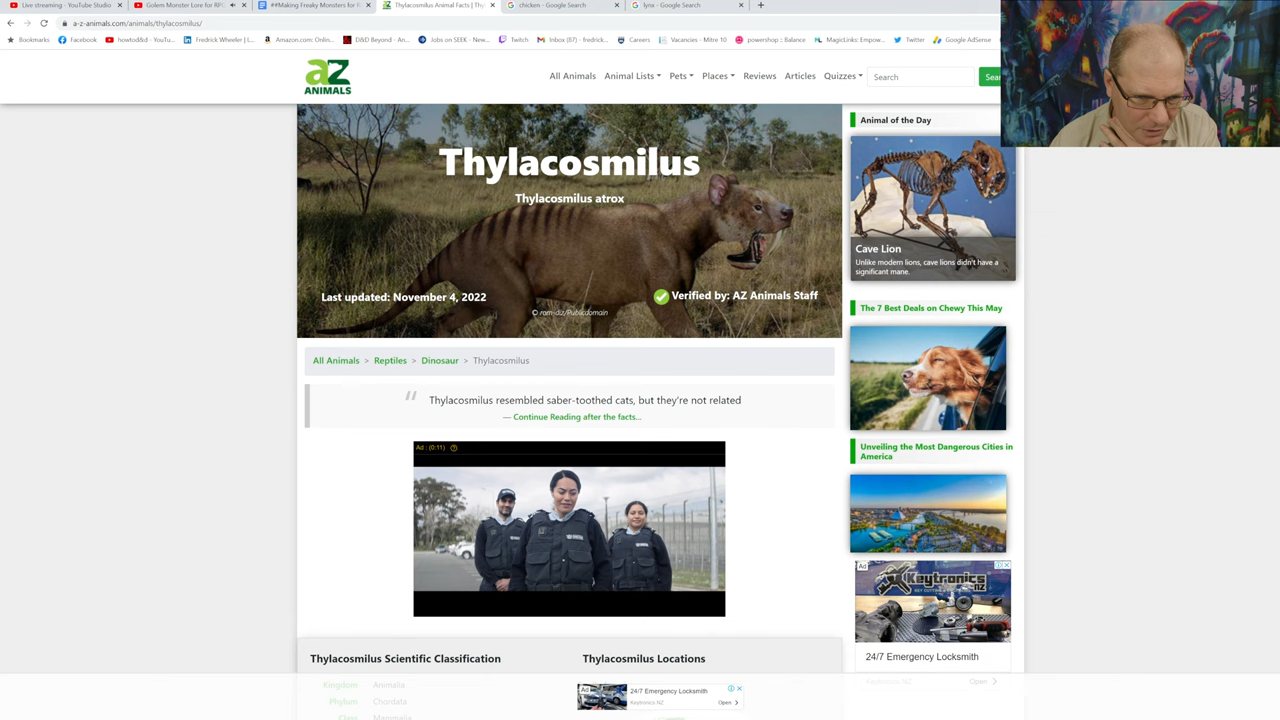 Live streaming - YouTube Studio
Golem Monster Lore for RPG
##Making Freaky Monsters for R
Thylacosmilus Animal Facts | Thy
chicken - Google Search
lynx - Google Search
a-z-animals.com/animals/thylacosmilus/
Bookmarks
Facebook
howtod&d - YouTu...
Fredrick Wheeler | L...
Amazon.com: Onlin...
D&D Beyond - An...
Jobs on SEEK - New...
Twitch
Inbox (87) - fredrick...
Careers
Vacancies - Mitre 10
powershop :: Balance
MagicLinks: Empow...
Twitter
Google AdSense
aZ
ANIMALS
All Animals
Animal Lists
Pets
Places
Reviews
Articles
Quizzes
Search
Sear
Thylacosmilus
Thylacosmilus atrox
Last updated: November 4, 2022
Verified by: AZ Animals Staff
© rom-diz/Publicdomain
All Animals > Reptiles > Dinosaur > Thylacosmilus
Thylacosmilus resembled saber-toothed cats, but they're not related
— Continue Reading after the facts...
Ad : (0:11)
Thylacosmilus Scientific Classification
Kingdom Animalia
Phylum Chordata
Class Mammalia
Thylacosmilus Locations
Ad
24/7 Emergency Locksmith
Keytronics NZ
Open
Animal of the Day
Cave Lion
Unlike modern lions, cave lions didn't have a
significant mane.
The 7 Best Deals on Chewy This May
Unveiling the Most Dangerous Cities in
America
Ad
Keytronics NZ
KEY CUTTING &
24/7 Emergency Locksmith
Keytronics NZ
Open